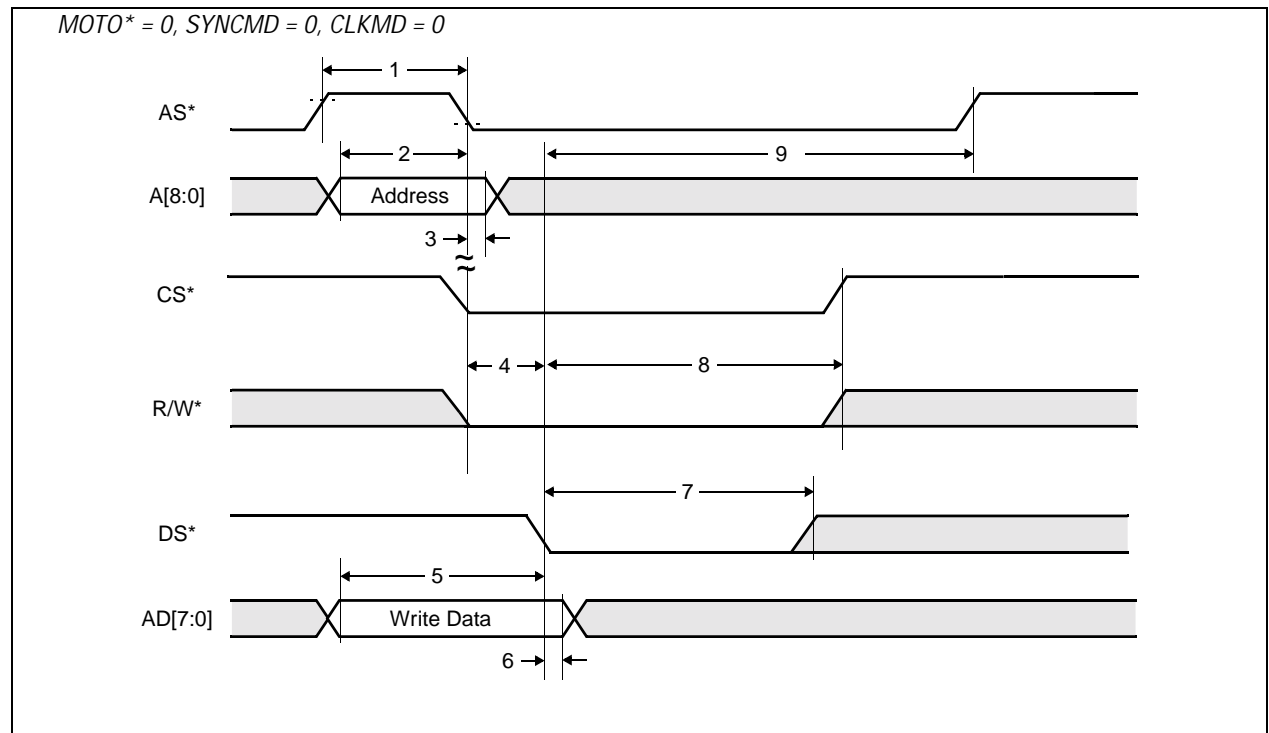 MOTO* = 0, SYNCMD = 0, CLKMD = 0
1
AS*
2
9
A[8:0]
Address
3
CS*
4
8
R/W*
7
DS*
5
AD[7:0]
Write Data
6